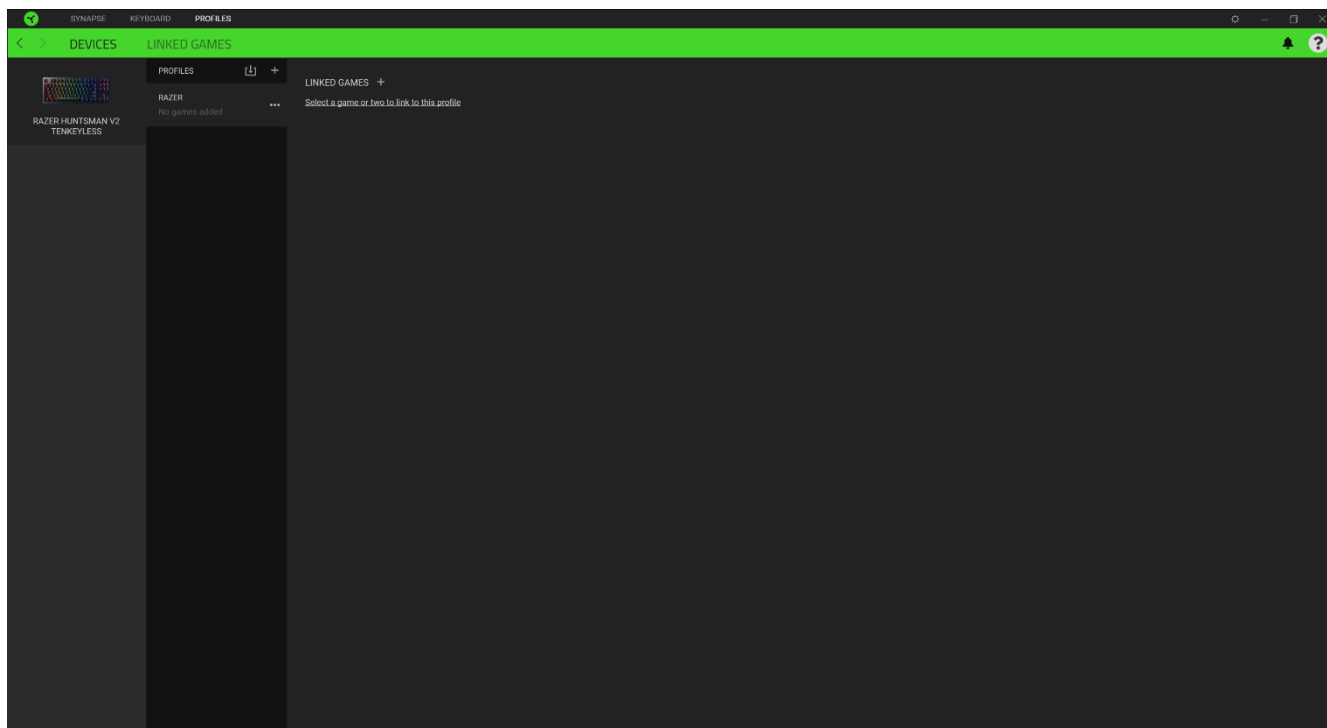 SYNAPSE KEYBOARD PROFILES
DEVICES LINKED GAMES
?
RAZER HUNTSMAN V2
TENKEYLESS
PROFILES
RAZER
No games added
LINKED GAMES +
Select a game or two to link to this profile